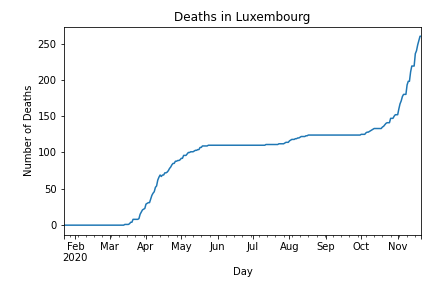 Deaths in Luxembourg
Number of Deaths
250
200
150
100
50
0
Feb Mar Apr May Jun Jul Aug Sep Oct Nov
2020
Day